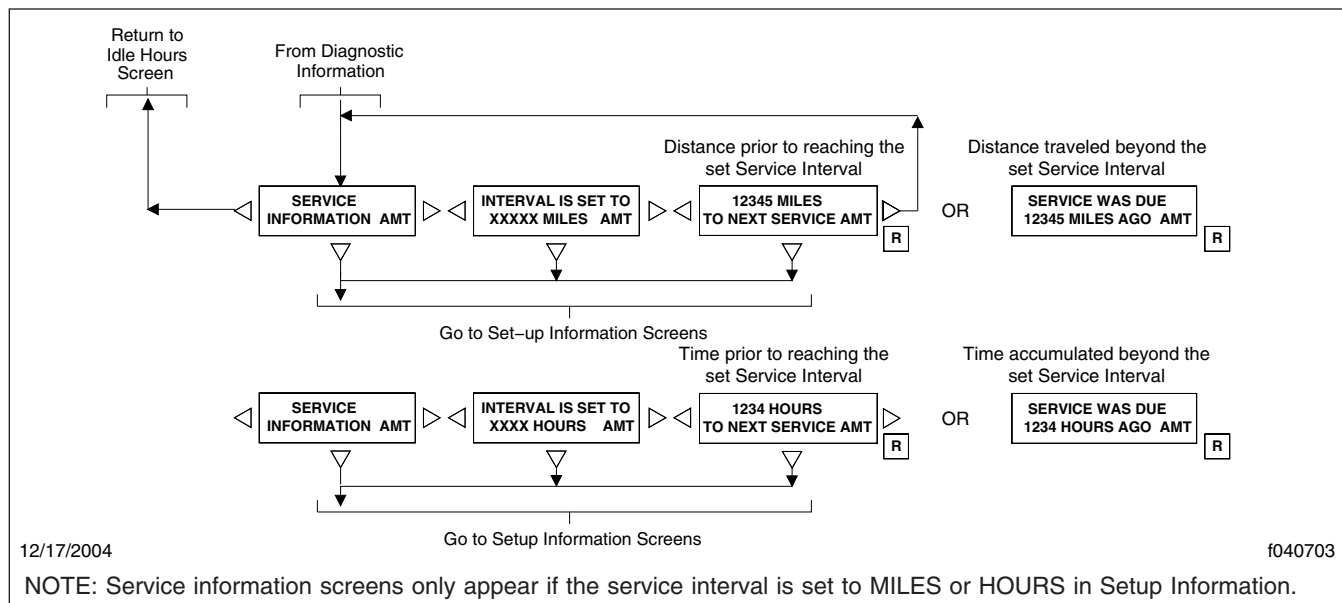 Return to
Idle Hours
Screen
From Diagnostic
Information
Distance prior to reaching the
set Service Interval
Distance traveled beyond the
set Service Interval
SERVICE
INFORMATION AMT
INTERVAL IS SET TO
XXXXX MILES AMT
12345 MILES
TO NEXT SERVICE AMT
R
OR
SERVICE WAS DUE
12345 MILES AGO AMT
R
Go to Set–up Information Screens
Time prior to reaching the
set Service Interval
Time accumulated beyond the
set Service Interval
SERVICE
INFORMATION AMT
INTERVAL IS SET TO
XXXX HOURS AMT
1234 HOURS
TO NEXT SERVICE AMT
R
OR
SERVICE WAS DUE
1234 HOURS AGO AMT
R
Go to Setup Information Screens
12/17/2004
f040703
NOTE: Service information screens only appear if the service interval is set to MILES or HOURS in Setup Information.